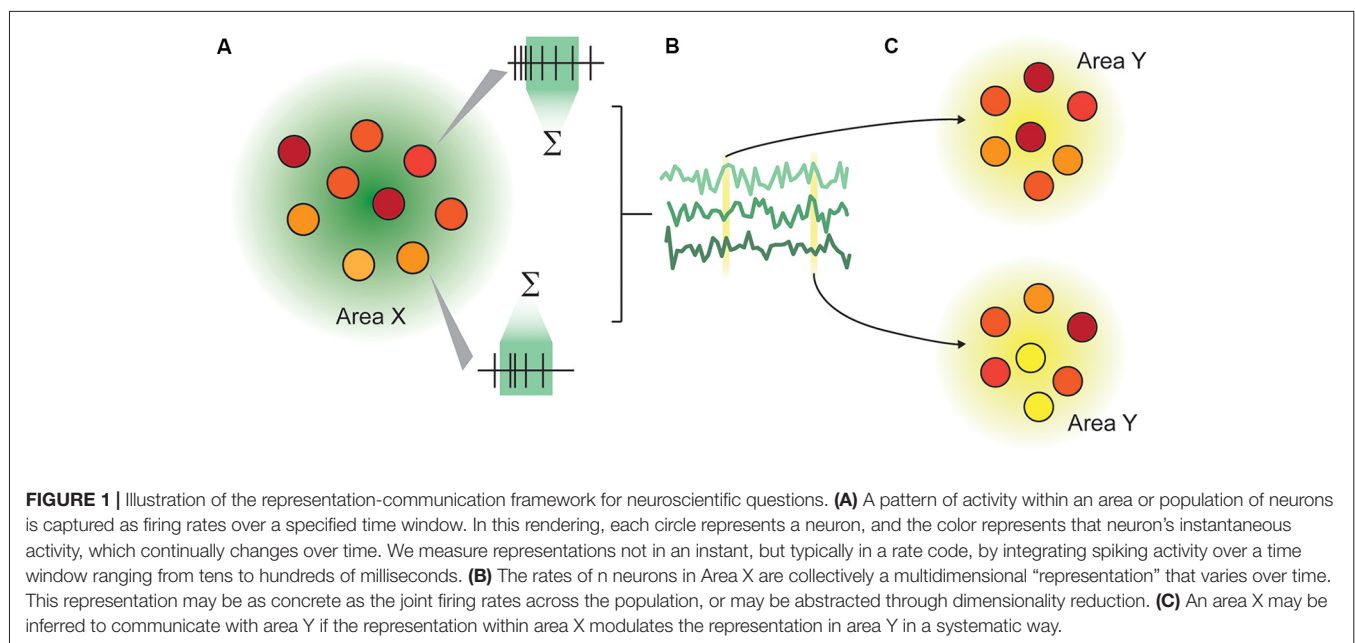 A
B
C
Area Y
Σ
Σ
Area X
Area Y
FIGURE 1 | Illustration of the representation-communication framework for neuroscientific questions. (A) A pattern of activity within an area or population of neurons
is captured as firing rates over a specified time window. In this rendering, each circle represents a neuron, and the color represents that neuron’s instantaneous
activity, which continually changes over time. We measure representations not in an instant, but typically in a rate code, by integrating spiking activity over a time
window ranging from tens to hundreds of milliseconds. (B) The rates of n neurons in Area X are collectively a multidimensional “representation” that varies over time.
This representation may be as concrete as the joint firing rates across the population, or may be abstracted through dimensionality reduction. (C) An area X may be
inferred to communicate with area Y if the representation within area X modulates the representation in area Y in a systematic way.